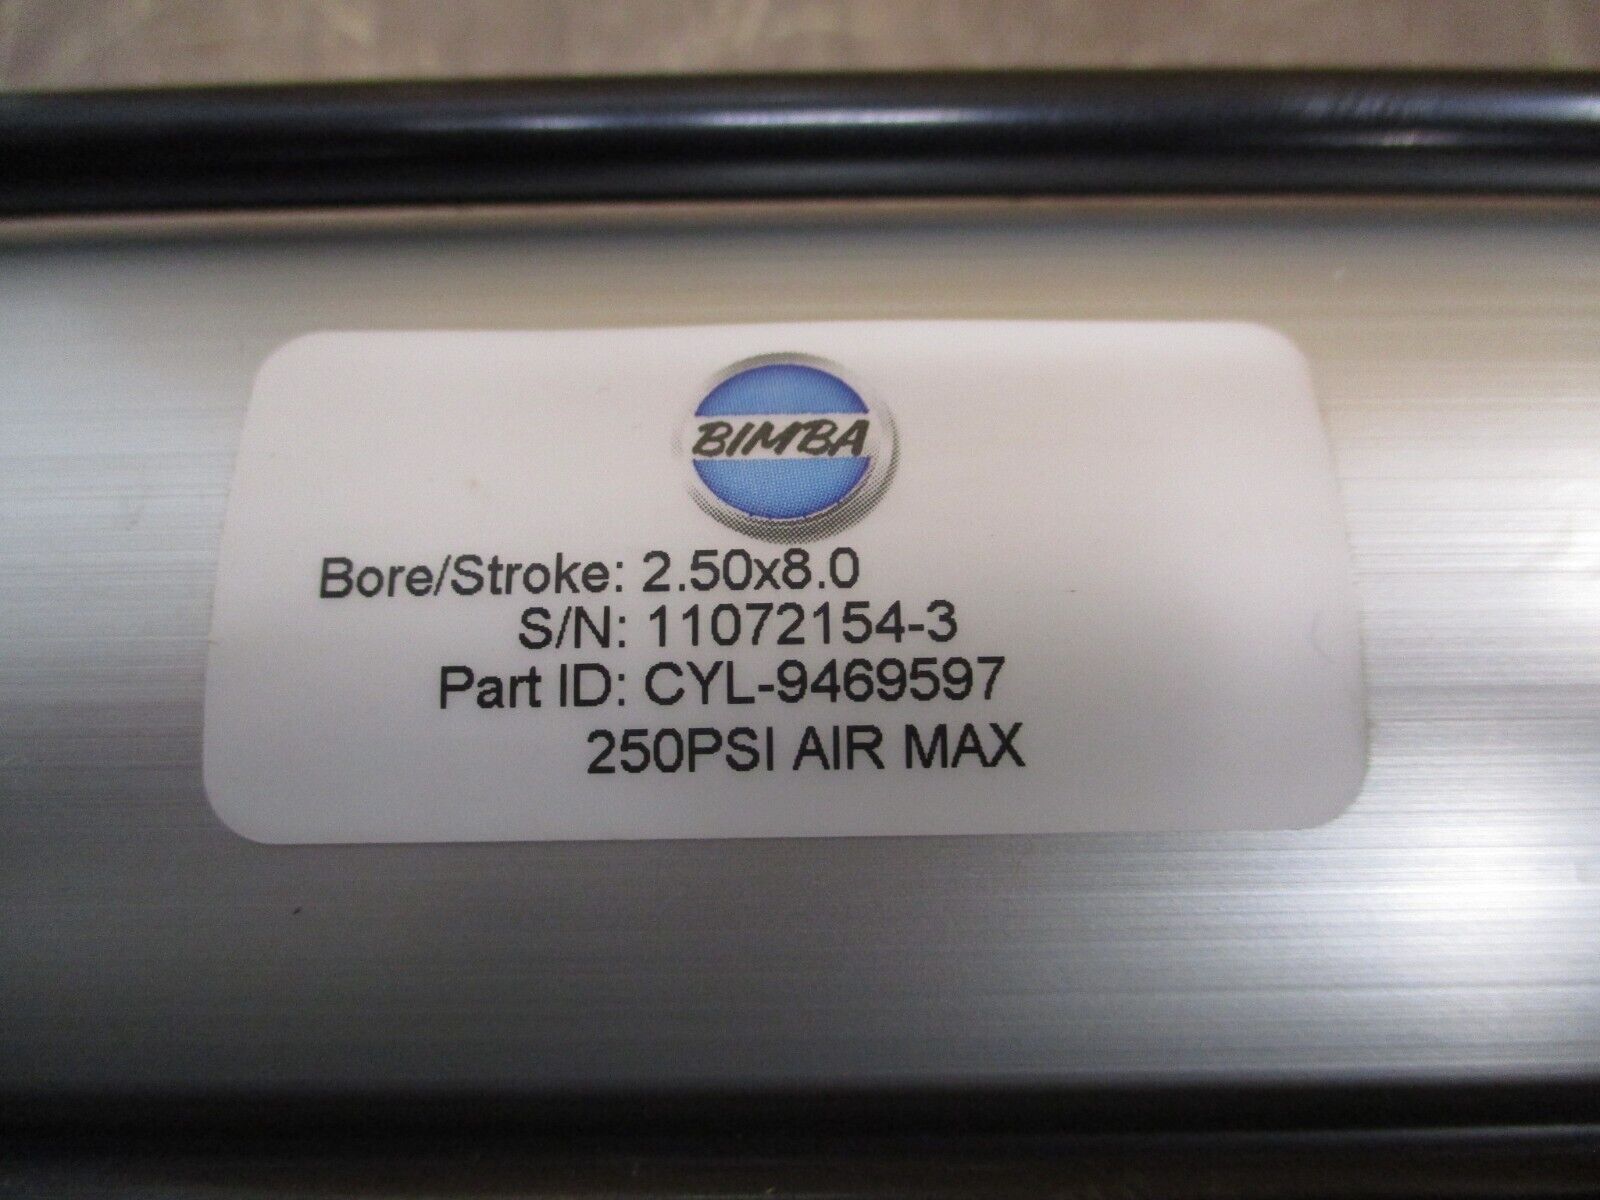 BIMBA
Bore/Stroke: 2.50x8.0
S/N: 11072154-3
Part ID: CYL-9469597
250PSI AIR MAX